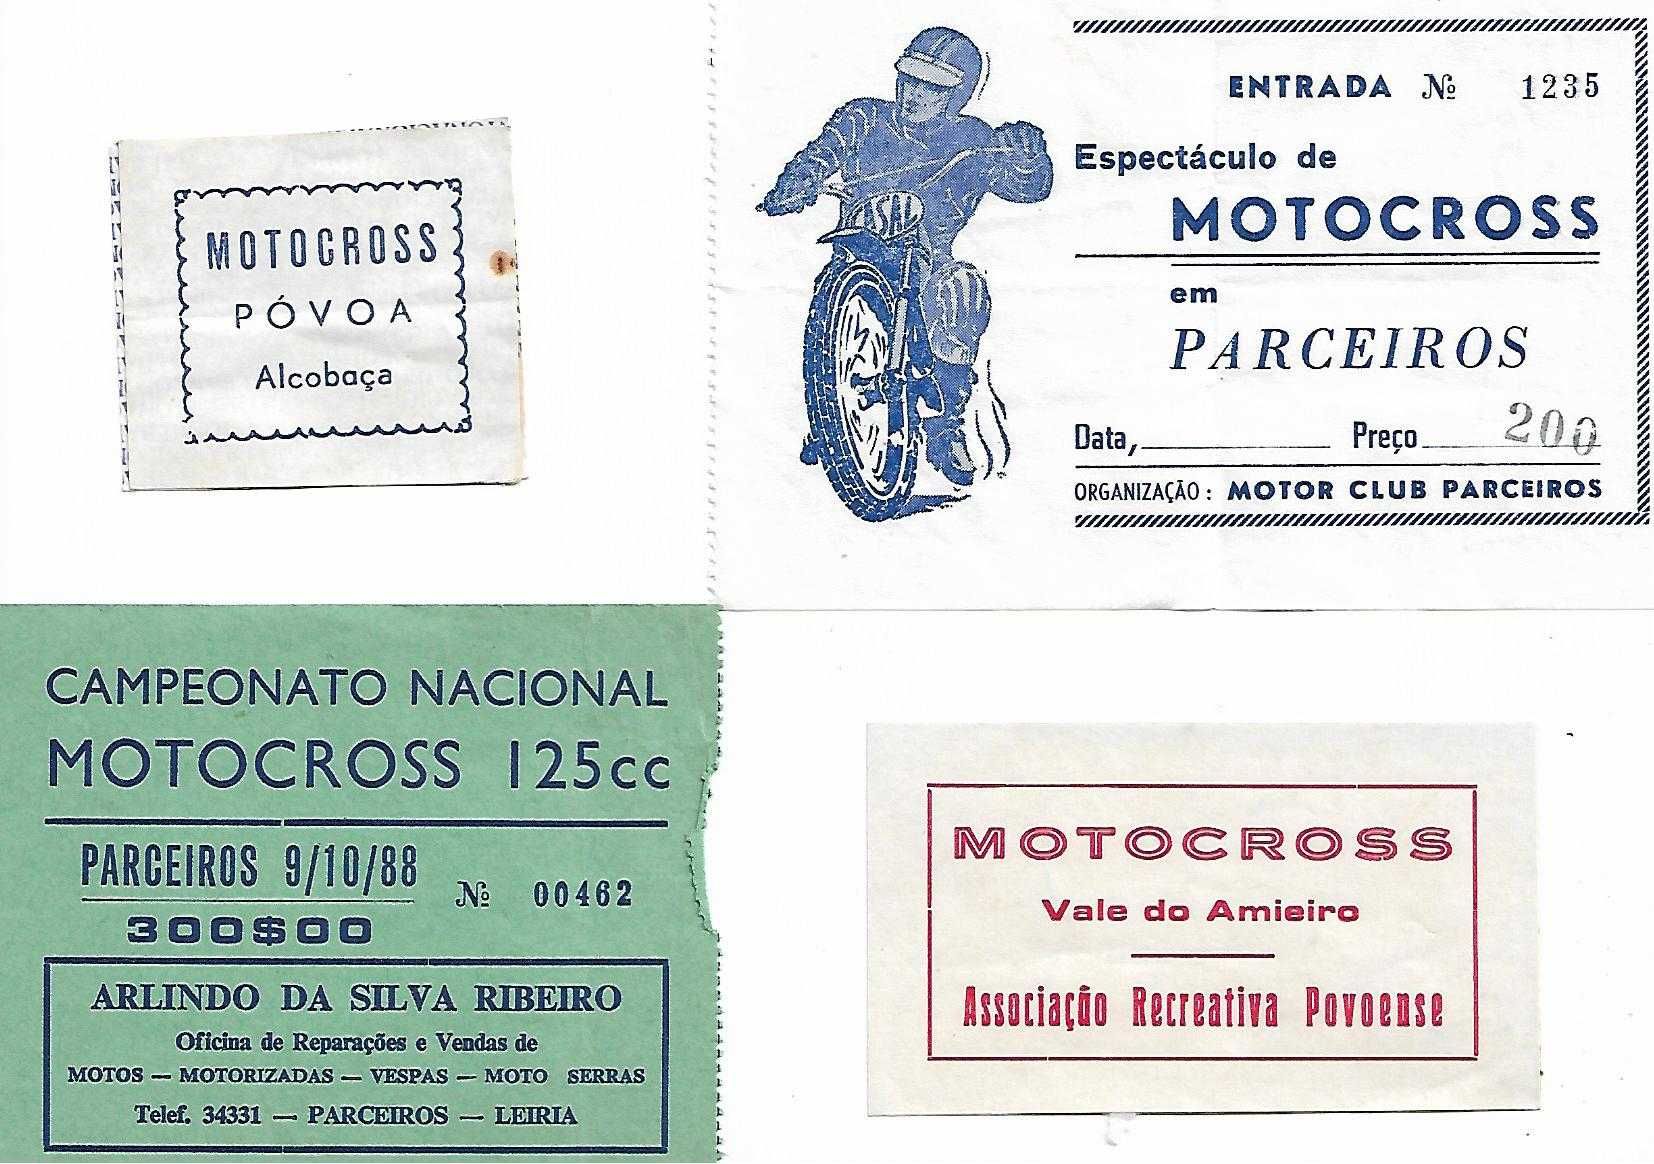 MOTOCROSS
PÓVOA
Alcobaça
ENTRADA Nº 1235
Espectáculo de
MOTOCROSS
em
PARCEIROS
Data, Preço 200
ORGANIZAÇÃO: MOTOR CLUB PARCEIROS
CAMPEONATO NACIONAL
MOTOCROSS 125cc
PARCEIROS 9/10/88
Nº 00462
300$00
ARLINDO DA SILVA RIBEIRO
Oficina de Reparações e Vendas de
MOTOS — MOTORIZADAS — VESPAS — MOTO SERRAS
Telef. 34331 — PARCEIROS — LEIRIA
MOTOCROSS
Vale do Amieiro
Associação Recreativa Povoense